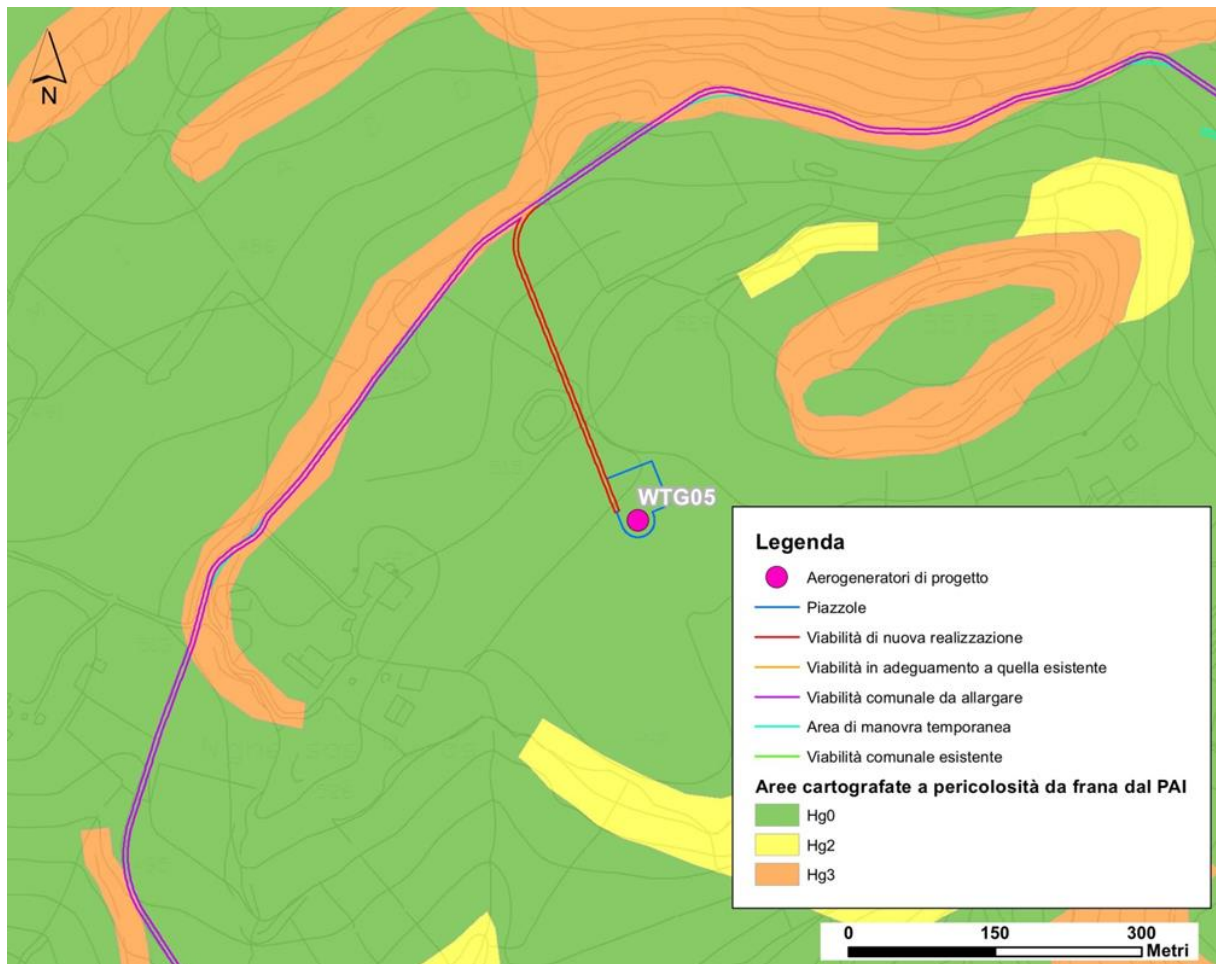 N
WTG05
Legenda
Aerogeneratori di progetto
Piazzole
Viabilità di nuova realizzazione
Viabilità in adeguamento a quella esistente
Viabilità comunale da allargare
Area di manovra temporanea
Viabilità comunale esistente
Aree cartografate a pericolosità da frana dal PAI
Hg0
Hg2
Hg3
0 150 300
Metri